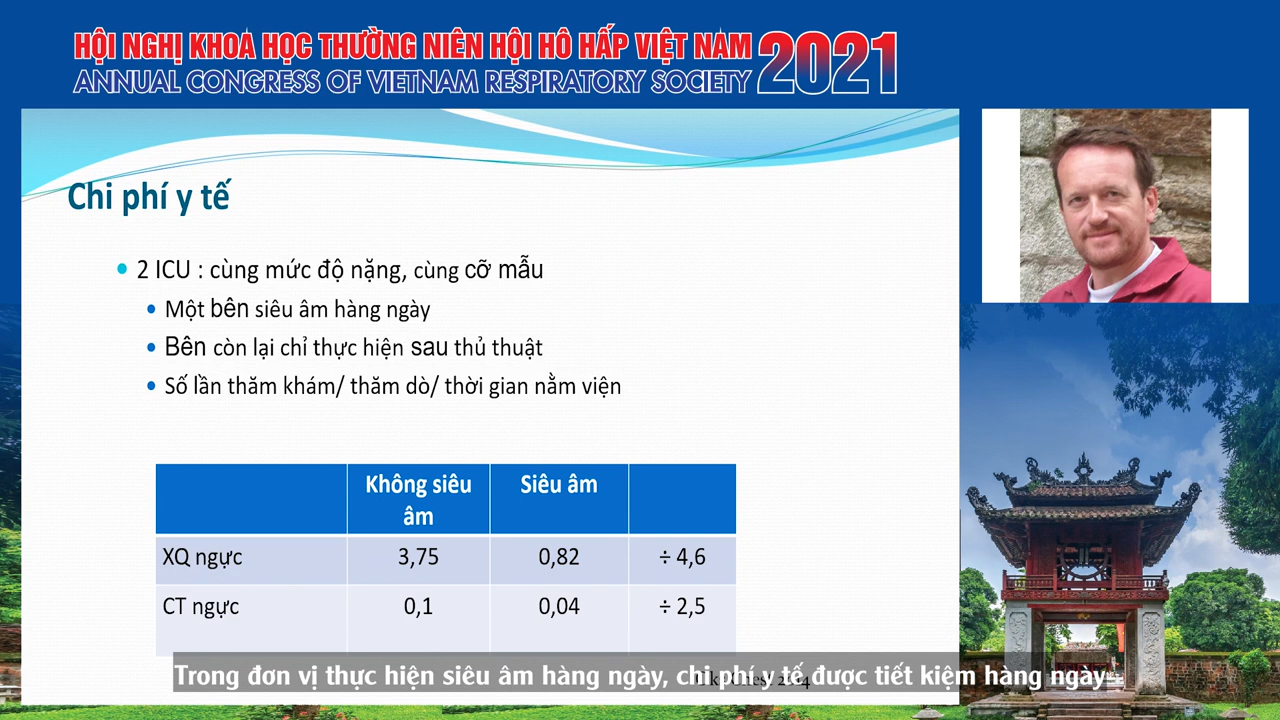 HỘI NGHỊ KHOA HỌC THƯỜNG NIÊN HỘI HÔ HẤP VIỆT NAM 2021
ANNUAL CONGRESS OF VIETNAM RESPIRATORY SOCIETY
Chi phí y tế
2 ICU : cùng mức độ nặng, cùng cỡ mẫu
Một bên siêu âm hàng ngày
Bên còn lại chỉ thực hiện sau thủ thuật
Số lần thăm khám/ thăm dò/ thời gian nằm viện
Không siêu âm Siêu âm
XQ ngực 3,75 0,82 ÷ 4,6
CT ngực 0,1 0,04 ÷ 2,5
Trong đơn vị thực hiện siêu âm hàng ngày, chi phí y tế được tiết kiệm hàng ngày